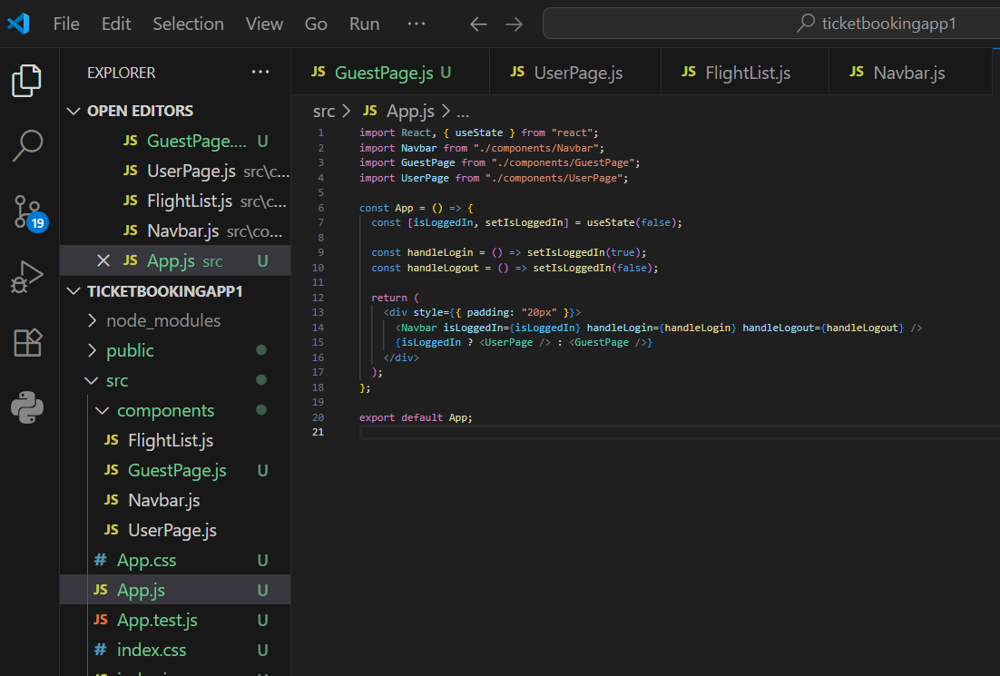 File Edit Selection View Go Run ··· ticketbookingapp1
EXPLORER ···
JS GuestPage.js U JS UserPage.js JS FlightList.js JS Navbar.js
OPEN EDITORS
JS GuestPage.... U
JS UserPage.js src\c...
JS FlightList.js src\c...
JS Navbar.js src\co...
JS App.js src U
TICKETBOOKINGAPP1
node_modules
public
src
components
JS FlightList.js
JS GuestPage.js U
JS Navbar.js
JS UserPage.js
# App.css U
JS App.js U
JS App.test.js U
# index.css U
19
src > JS App.js > ...
1 import React, { useState } from "react";
2 import Navbar from "./components/Navbar";
3 import GuestPage from "./components/GuestPage";
4 import UserPage from "./components/UserPage";
5
6 const App = () => {
7 const [isLoggedIn, setIsLoggedIn] = useState(false);
8
9 const handleLogin = () => setIsLoggedIn(true);
10 const handleLogout = () => setIsLoggedIn(false);
11
12 return (
13 <div style={{ padding: "20px" }}>
14 <Navbar isLoggedIn={isLoggedIn} handleLogin={handleLogin} handleLogout={handleLogout} />
15 {isLoggedIn ? <UserPage /> : <GuestPage />}
16 </div>
17 );
18 };
19
20 export default App;
21